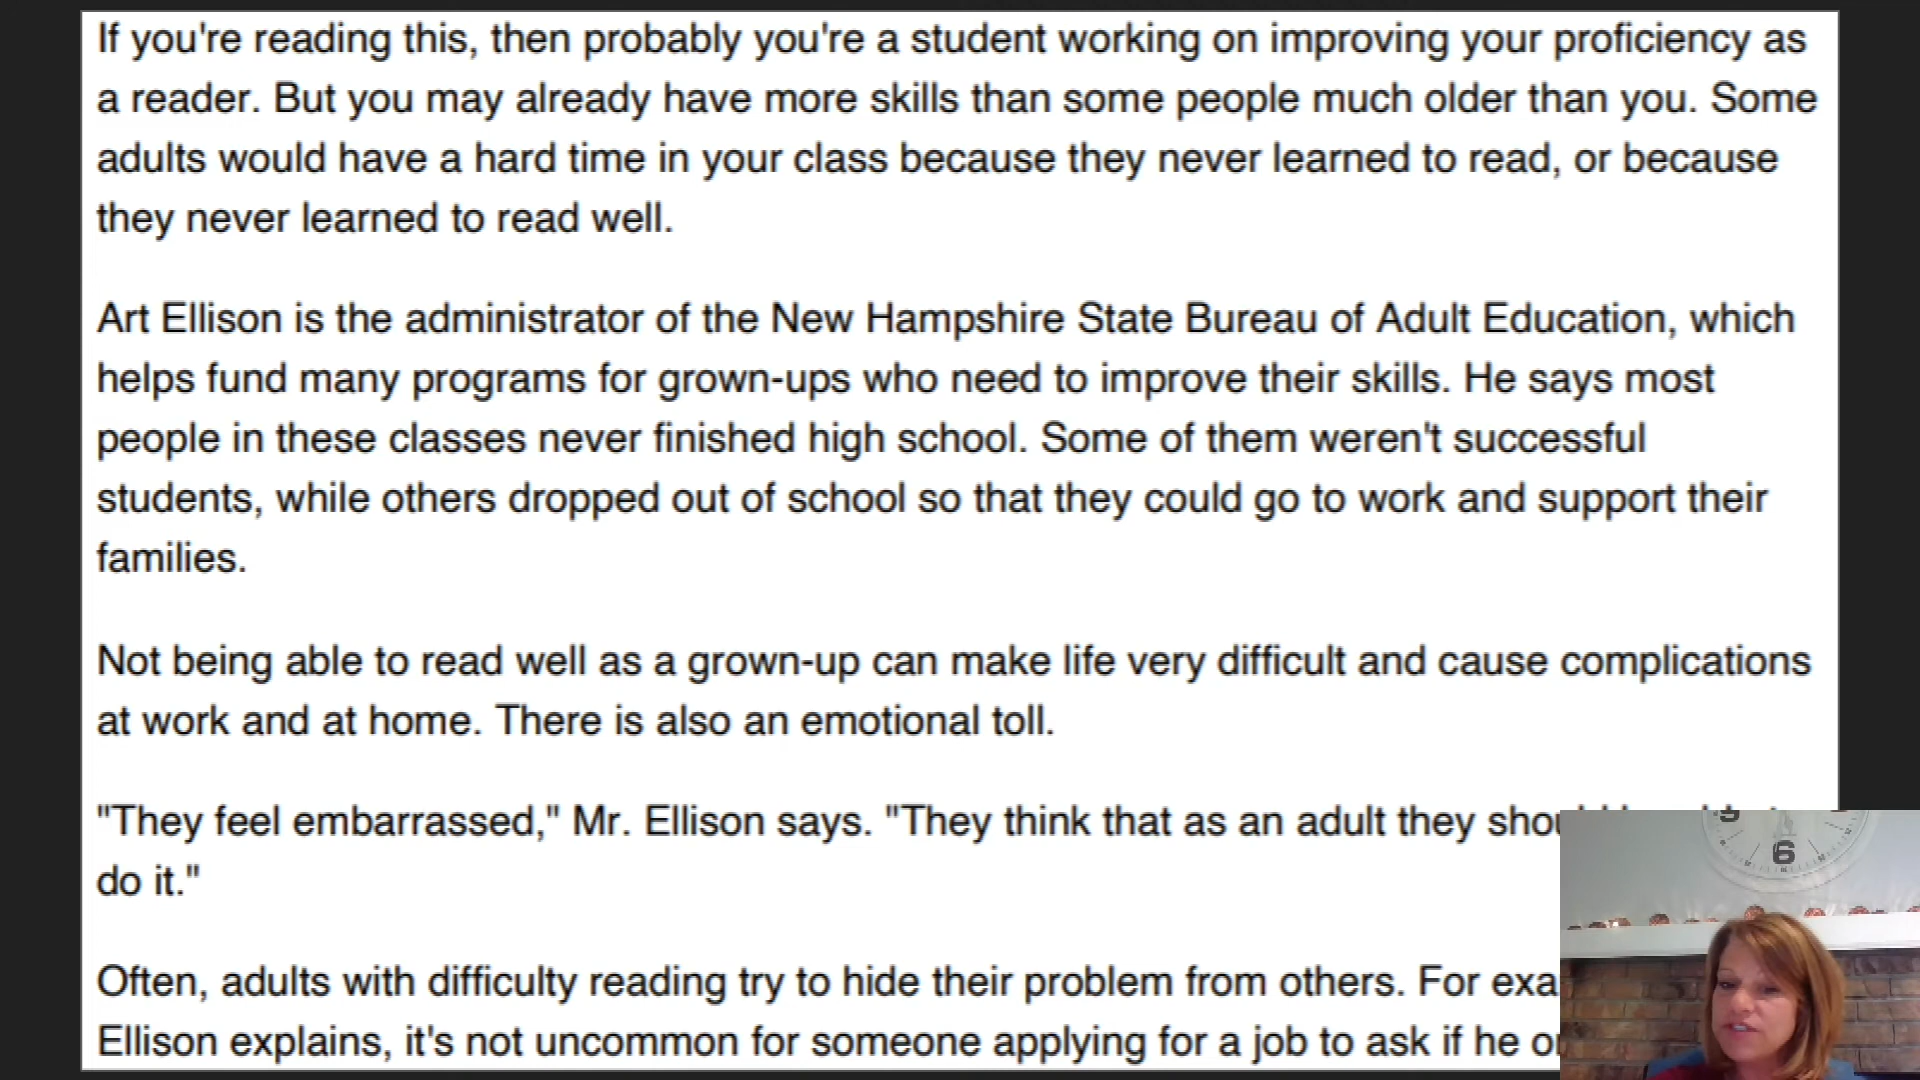 If you're reading this, then probably you're a student working on improving your proficiency as
a reader. But you may already have more skills than some people much older than you. Some
adults would have a hard time in your class because they never learned to read, or because
they never learned to read well.
Art Ellison is the administrator of the New Hampshire State Bureau of Adult Education, which
helps fund many programs for grown-ups who need to improve their skills. He says most
people in these classes never finished high school. Some of them weren't successful
students, while others dropped out of school so that they could go to work and support their
families.
Not being able to read well as a grown-up can make life very difficult and cause complications
at work and at home. There is also an emotional toll.
"They feel embarrassed," Mr. Ellison says. "They think that as an adult they
do it."
Often, adults with difficulty reading try to hide their problem from others. For
Ellison explains, it's not uncommon for someone applying for a job to ask if he
6